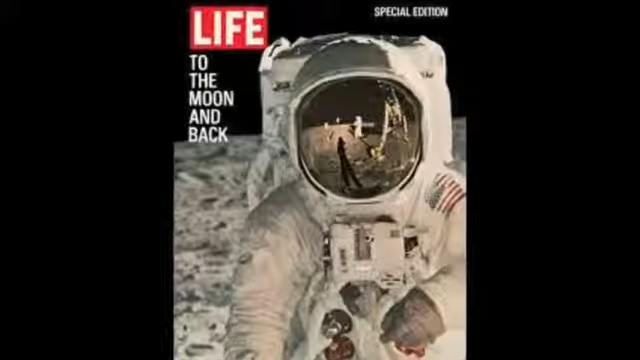 LIFE
SPECIAL EDITION
TO
THE
MOON
AND
BACK